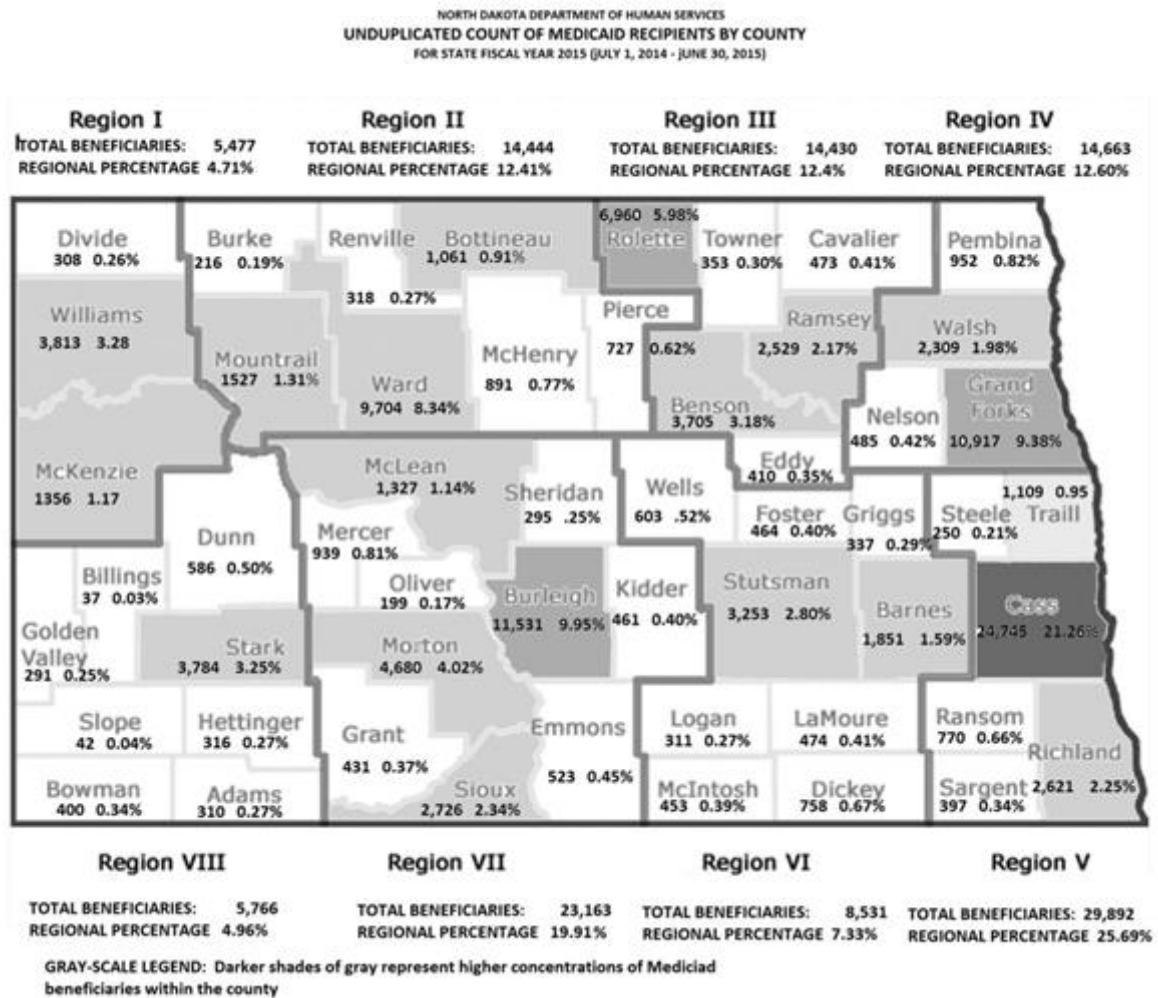 NORTH DAKOTA DEPARTMENT OF HUMAN SERVICES
UNDUPLICATED COUNT OF MEDICAID RECIPIENTS BY COUNTY
FOR STATE FISCAL YEAR 2015 (jULY 1, 2014 - jUNE 30, 2015)
Region I
TOTAL BENEFICIARIES: 5,477
REGIONAL PERCENTAGE 4.71%
Region II
TOTAL BENEFICIARIES: 14,444
REGIONAL PERCENTAGE 12.41%
Region III
TOTAL BENEFICIARIES: 14,430
REGIONAL PERCENTAGE 12.4%
Region IV
TOTAL BENEFICIARIES: 14,663
REGIONAL PERCENTAGE 12.60%
Divide
308 0.26%
Burke
216 0.19%
Renville
318 0.27%
Bottineau
1,061 0.91%
6,960 5.98%
Rolette
Towner
353 0.30%
Cavalier
473 0.41%
Pembina
952 0.82%
Williams
3,813 3.28
Mountrail
1527 1.31%
Ward
9,704 8.34%
McHenry
891 0.77%
Pierce
727 0.62%
Ramsey
2,529 2.17%
Walsh
2,309 1.98%
Benson
3,705 3.18%
Nelson
485 0.42%
Grand
Forks
10,917 9.38%
McKenzie
1356 1.17
McLean
1,327 1.14%
Sheridan
295 .25%
Wells
603 .52%
Eddy
410 0.35%
Foster
464 0.40%
Griggs
337 0.29%
Steele
250 0.21%
1,109 0.95
Traill
Dunn
586 0.50%
Mercer
939 0.81%
Oliver
199 0.17%
Billings
37 0.03%
Burleigh
11,531 9.95%
Kidder
461 0.40%
Stutsman
3,253 2.80%
Barnes
1,851 1.59%
Cass
24,745 21.26%
Golden
Valley
291 0.25%
Stark
3,784 3.25%
Morton
4,680 4.02%
Slope
42 0.04%
Hettinger
316 0.27%
Grant
431 0.37%
Emmons
523 0.45%
Logan
311 0.27%
LaMoure
474 0.41%
Ransom
770 0.66%
Richland
2,621 2.25%
Bowman
400 0.34%
Adams
310 0.27%
Sioux
2,726 2.34%
McIntosh
453 0.39%
Dickey
758 0.67%
Sargent
397 0.34%
Region VIII
TOTAL BENEFICIARIES: 5,766
REGIONAL PERCENTAGE 4.96%
Region VII
TOTAL BENEFICIARIES: 23,163
REGIONAL PERCENTAGE 19.91%
Region VI
TOTAL BENEFICIARIES: 8,531
REGIONAL PERCENTAGE 7.33%
Region V
TOTAL BENEFICIARIES: 29,892
REGIONAL PERCENTAGE 25.69%
GRAY-SCALE LEGEND: Darker shades of gray represent higher concentrations of Mediciad
beneficiaries within the county